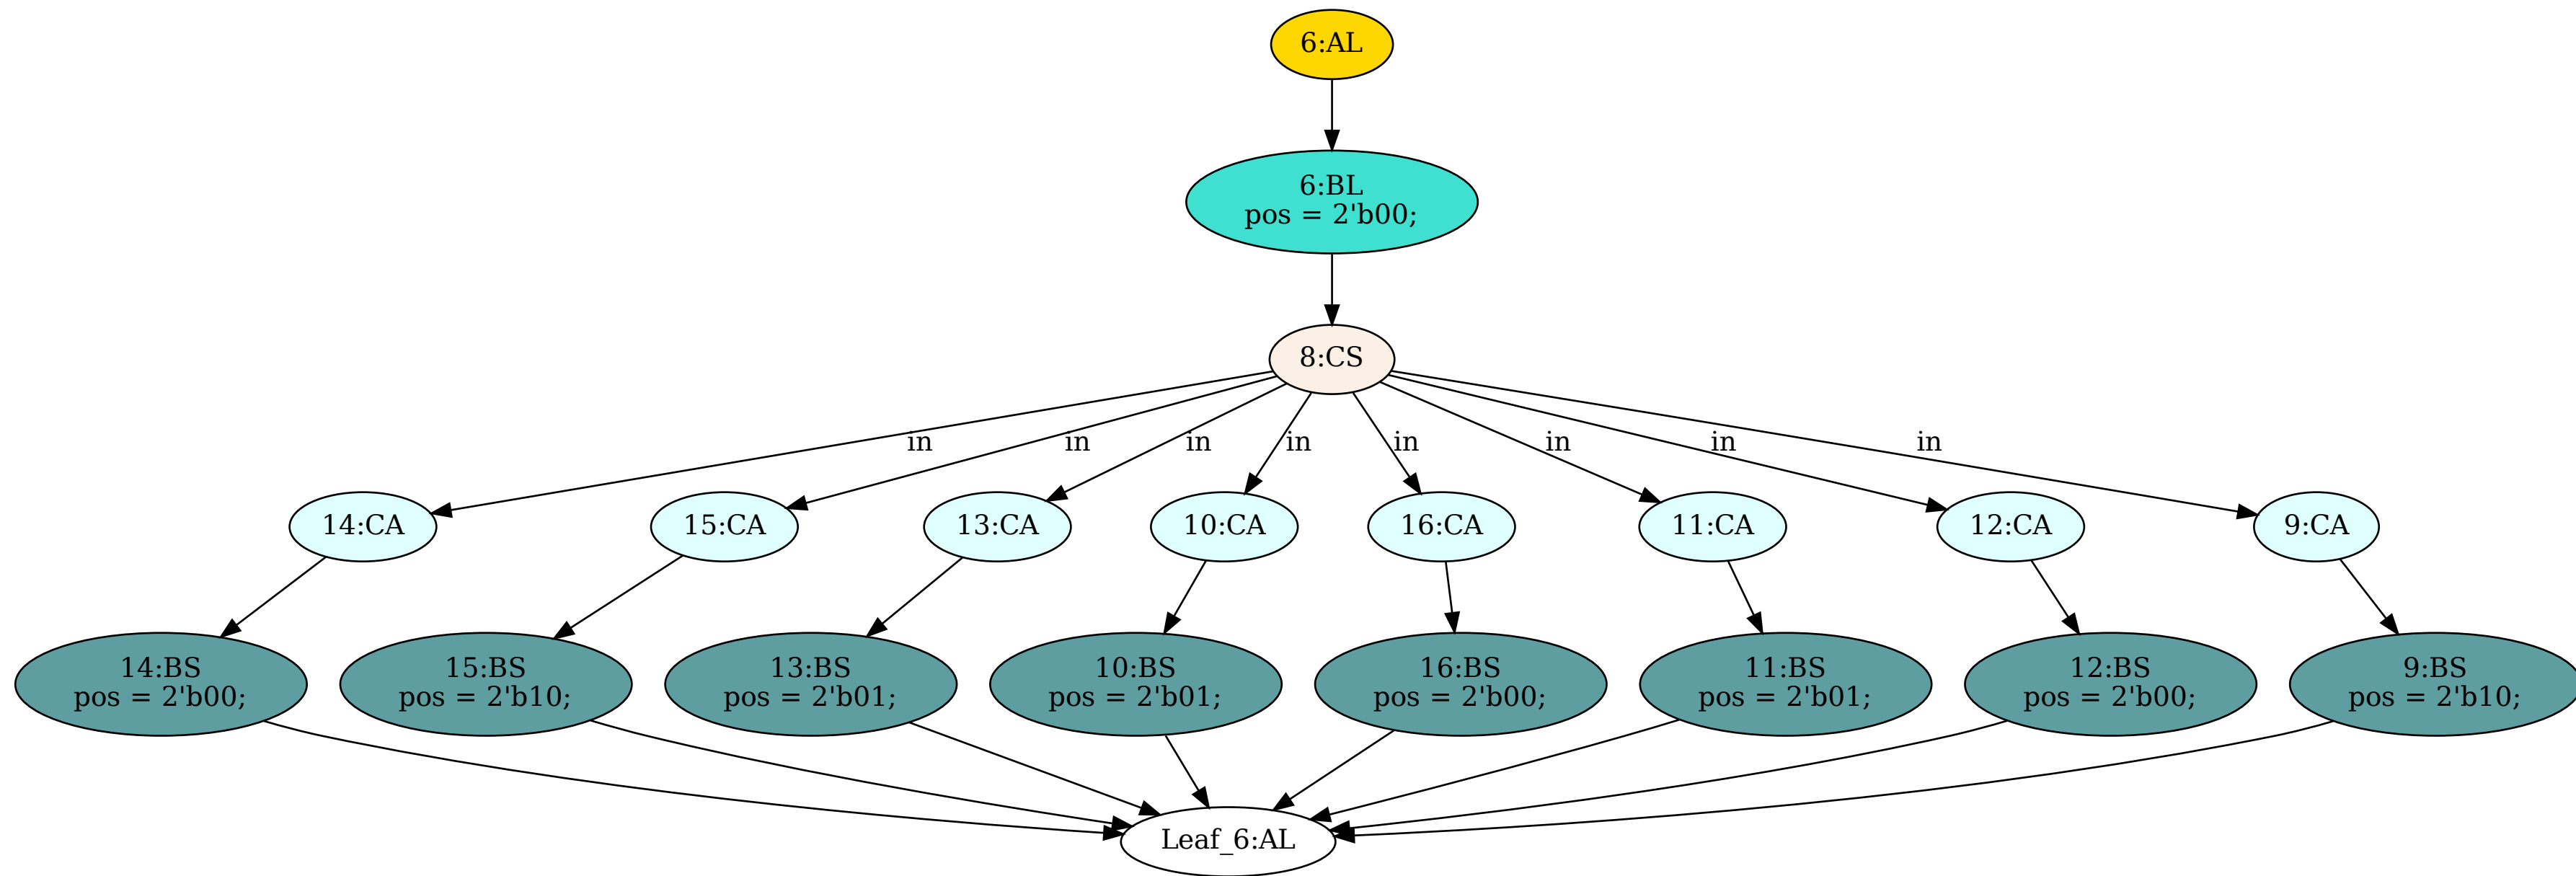 6:AL
6:BL
pos = 2'b00;
8:CS
in
in
in
in
in
in
in
in
14:CA
15:CA
13:CA
10:CA
16:CA
11:CA
12:CA
9:CA
14:BS
pos = 2'b00;
15:BS
pos = 2'b10;
13:BS
pos = 2'b01;
10:BS
pos = 2'b01;
16:BS
pos = 2'b00;
11:BS
pos = 2'b01;
12:BS
pos = 2'b00;
9:BS
pos = 2'b10;
Leaf_6:AL